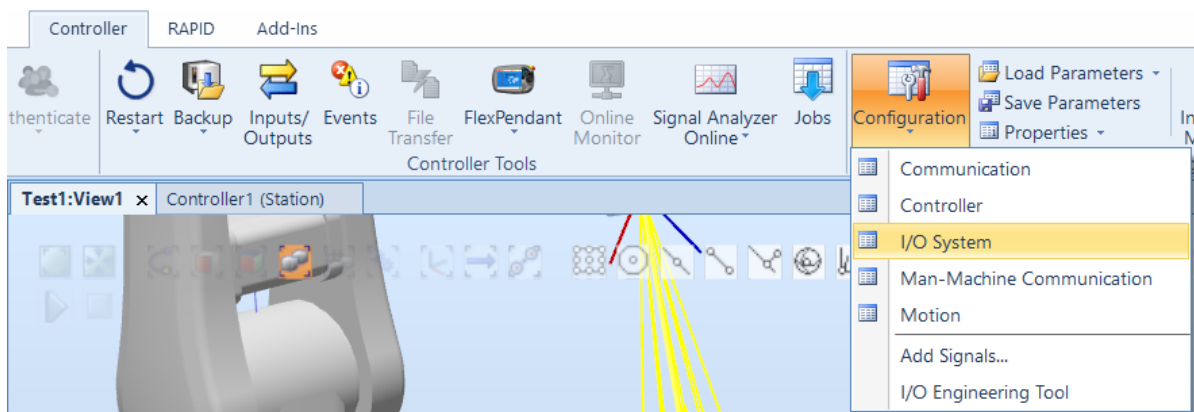 Controller RAPID Add-Ins
thenticate Restart Backup Inputs/ Outputs Events File Transfer FlexPendant Online Monitor Signal Analyzer Online Jobs Configuration Load Parameters
Save Parameters
Properties
Controller Tools
Test1:View1 x Controller1 (Station)
Communication
Controller
I/O System
Man-Machine Communication
Motion
Add Signals...
I/O Engineering Tool